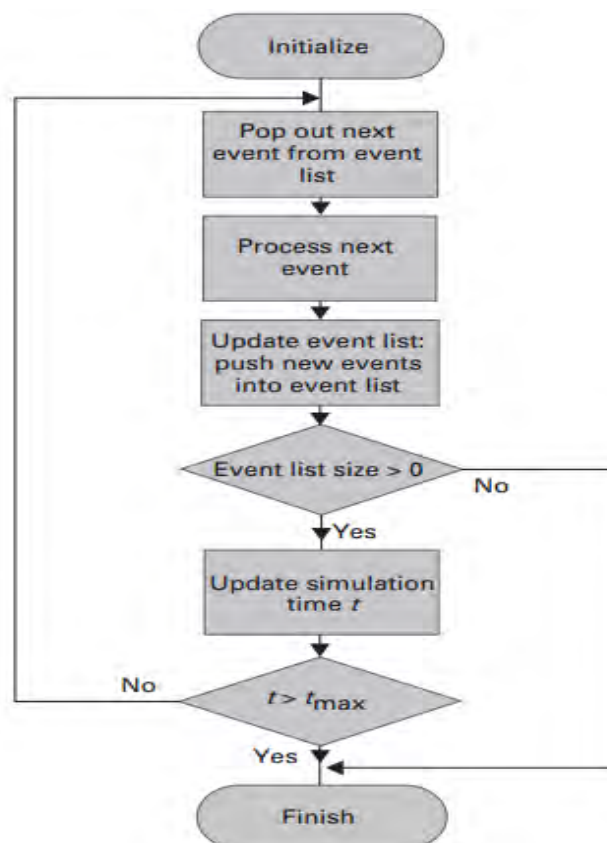 Initialize
Pop out next
event from event
list
Process next
event
Update event list:
push new events
into event list
Event list size > 0
No
Yes
Update simulation
time t
No
t > tmax
Yes
Finish